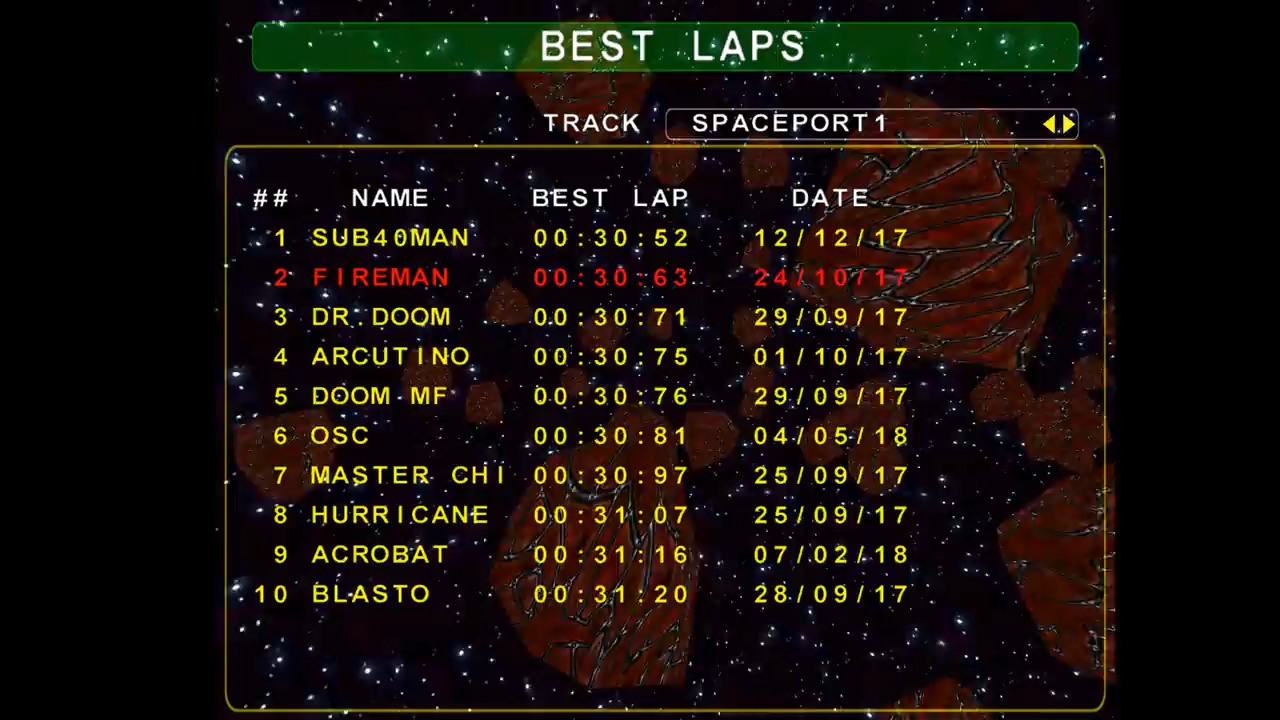 BEST LAPS
TRACK SPACEPORT1
## NAME BEST LAP DATE
1 SUB40MAN 00:30:52 12/12/17
2 FIREMAN 00:30:63 24/10/17
3 DR.DOOM 00:30:71 29/09/17
4 ARCUTINO 00:30:75 01/10/17
5 DOOM MF 00:30:76 29/09/17
6 OSC 00:30:81 04/05/18
7 MASTER CHI 00:30:97 25/09/17
8 HURRICANE 00:31:07 25/09/17
9 ACROBAT 00:31:16 07/02/18
10 BLASTO 00:31:20 28/09/17